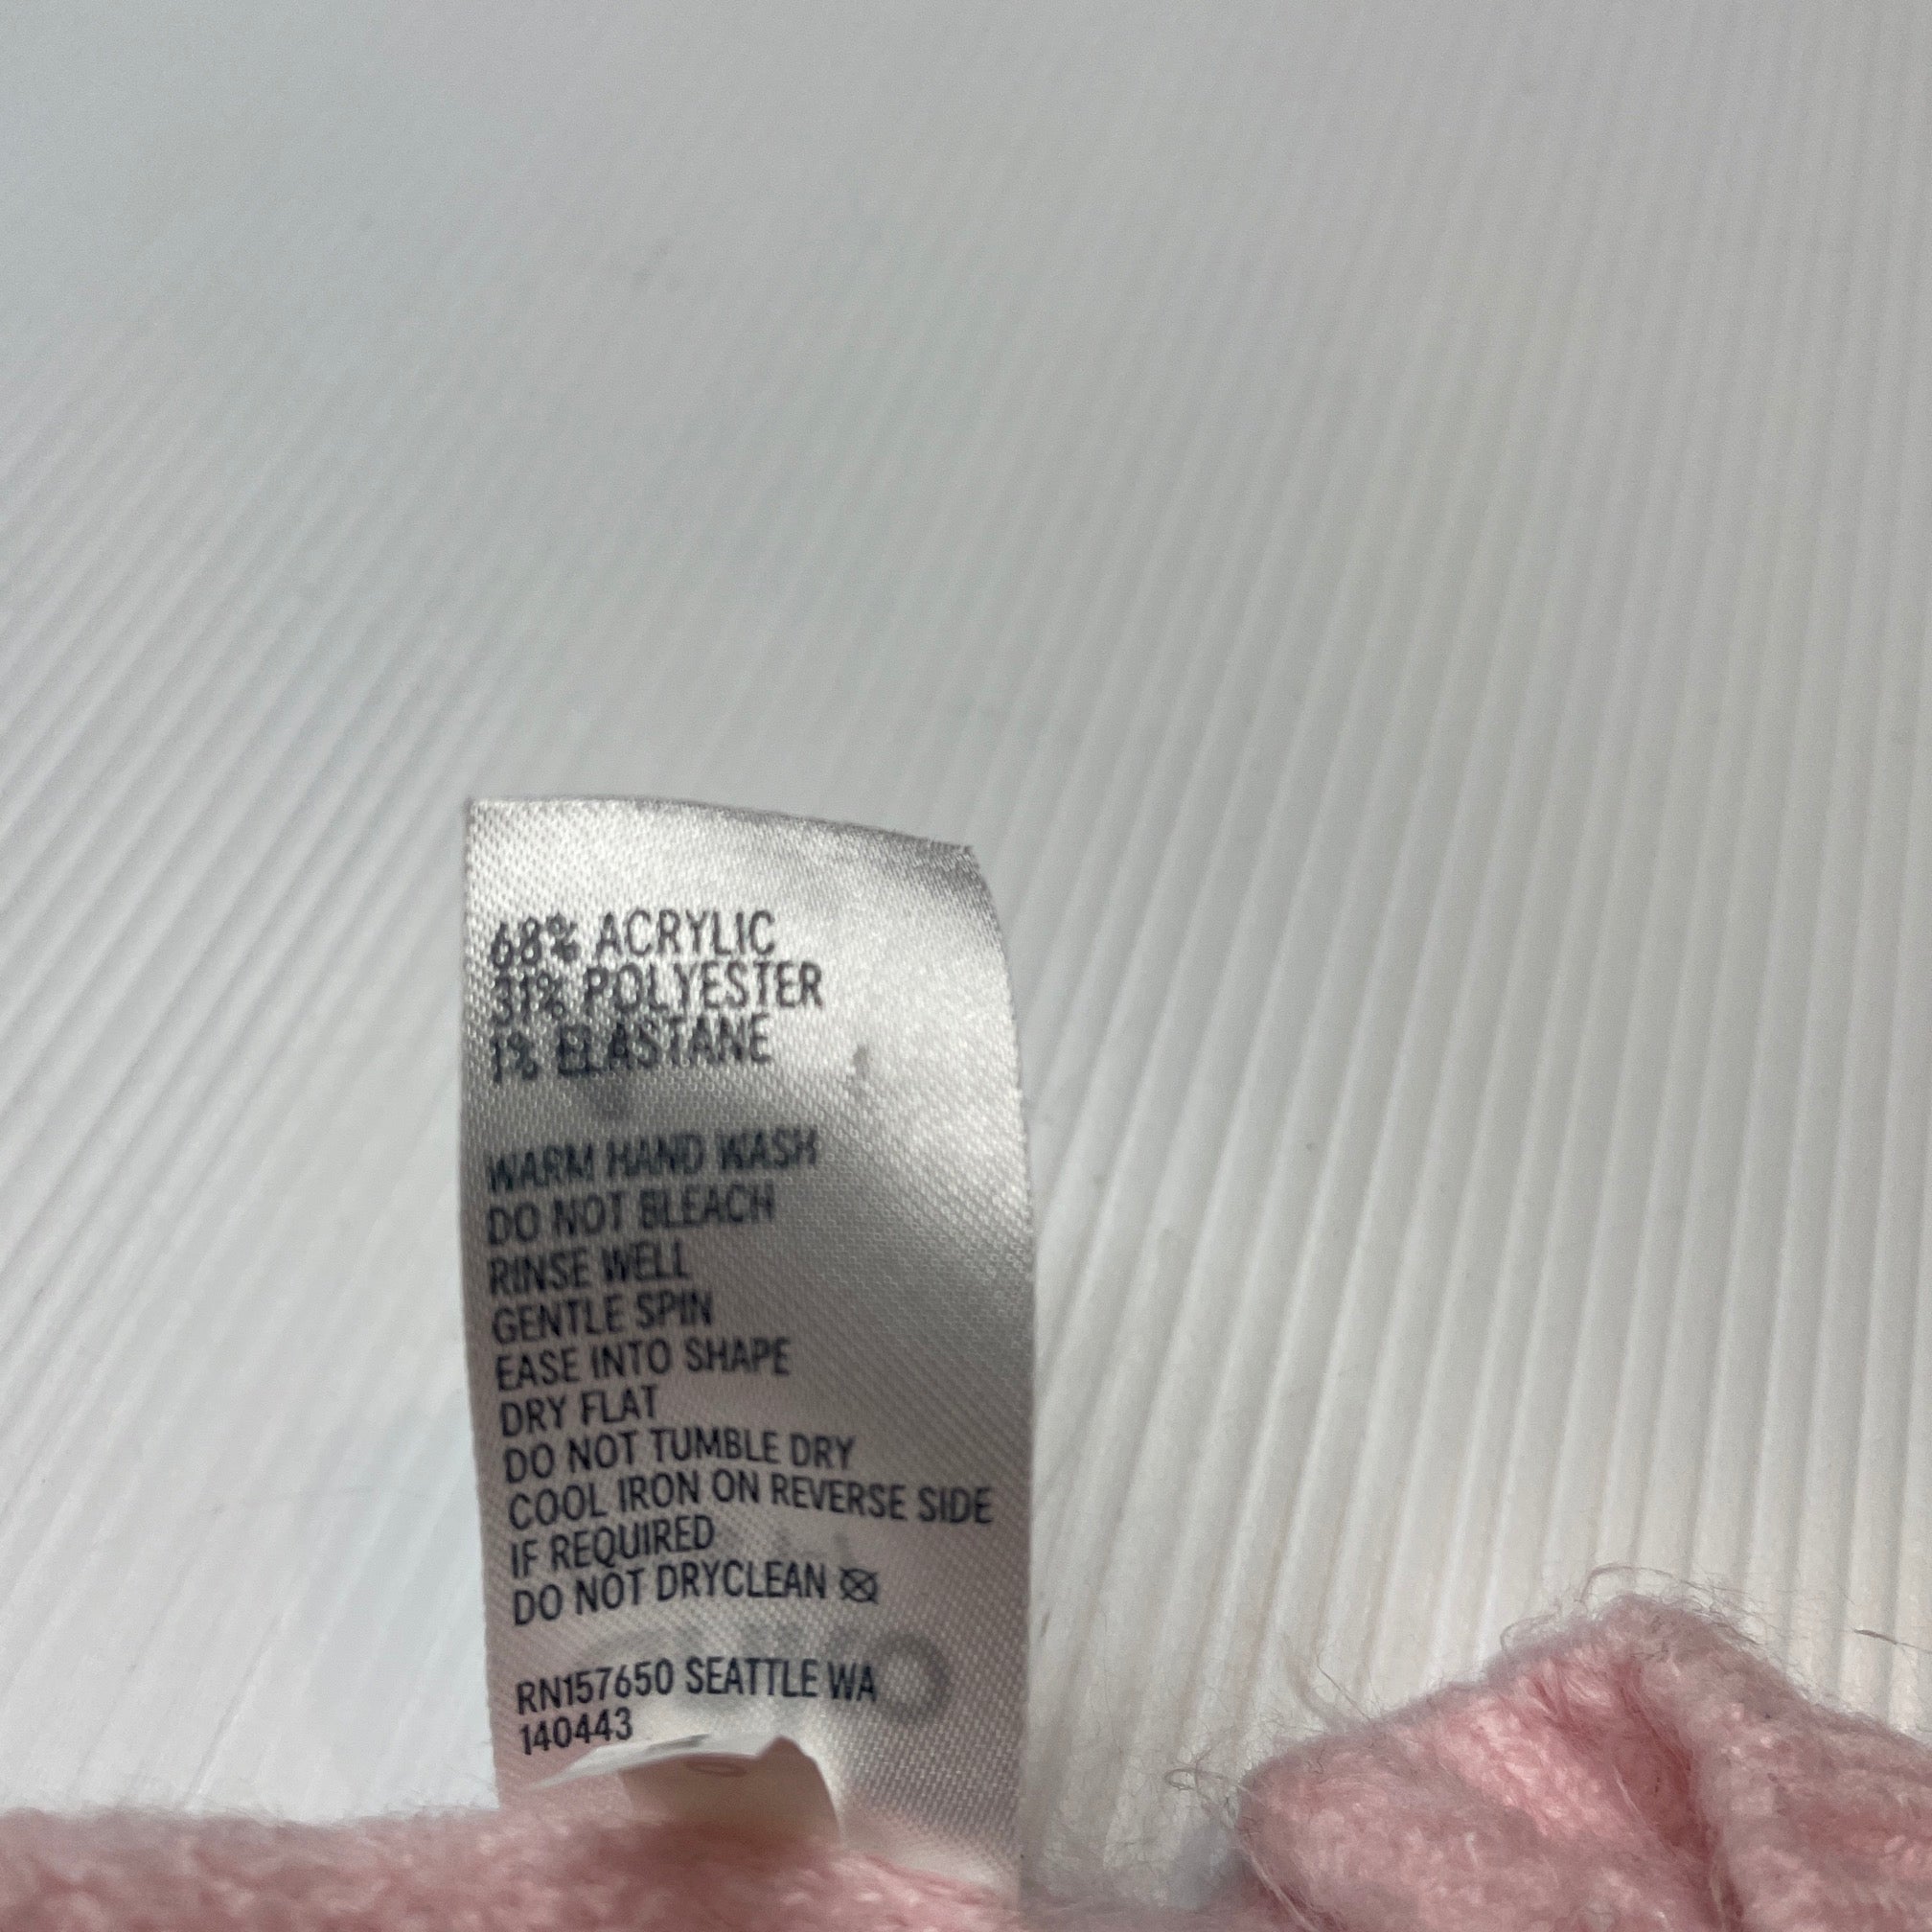 68% ACRYLIC
31% POLYESTER
1% ELASTANE
WARM HAND WASH
DO NOT BLEACH
RINSE WELL
GENTLE SPIN
EASE INTO SHAPE
DRY FLAT
DO NOT TUMBLE DRY
COOL IRON ON REVERSE SIDE
IF REQUIRED
DO NOT DRYCLEAN
RN157650 SEATTLE WA
140443